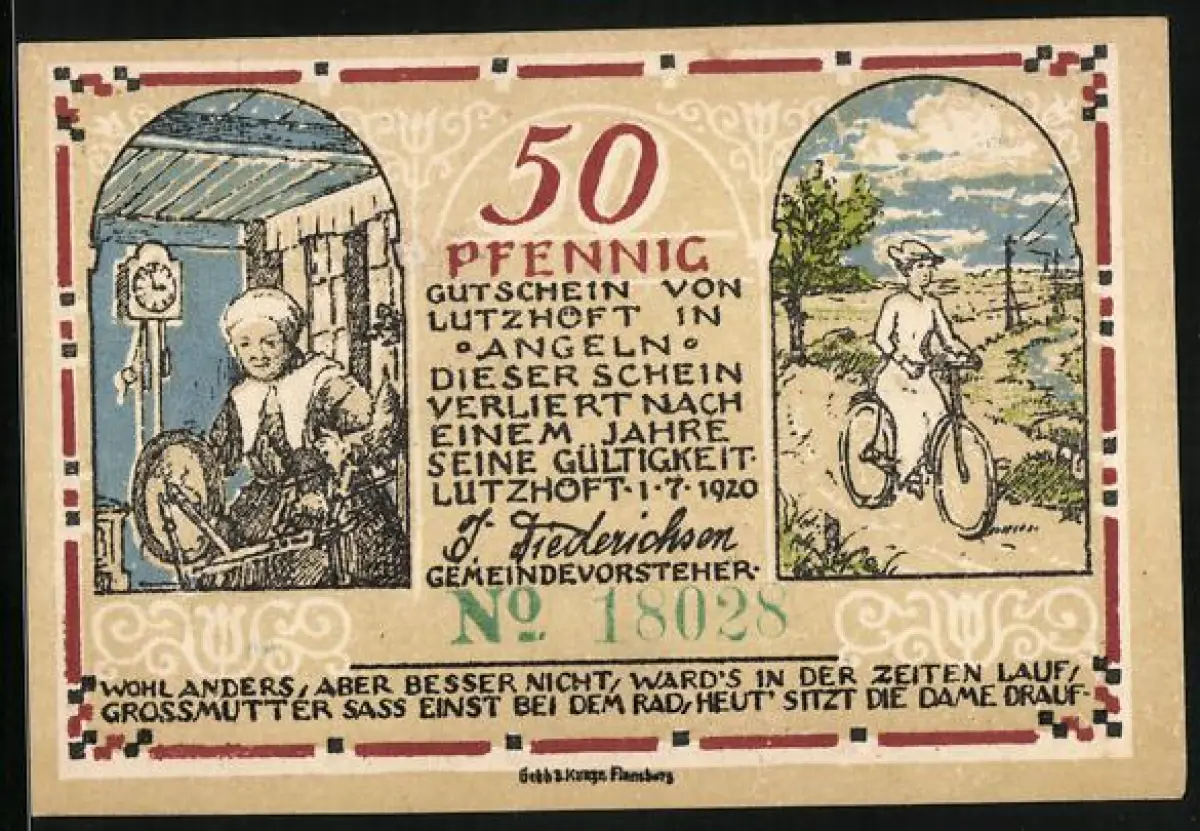 50
PFENNIG
GUTSCHEIN VON
LUTZHÖFT IN
ANGELN
DIESER SCHEIN
VERLIERT NACH
EINEM JAHRE
SEINE GÜLTIGKEIT.
LUTZHÖFT·1·7·1920
J. Diederichsen
GEMEINDEVORSTEHER.
No 18028
WOHL ANDERS, ABER BESSER NICHT, WARD'S IN DER ZEITEN LAUF,
GROSSMUTTER SASS EINST BEI DEM RAD, HEUT' SITZT DIE DAME DRAUF.
Flensburg